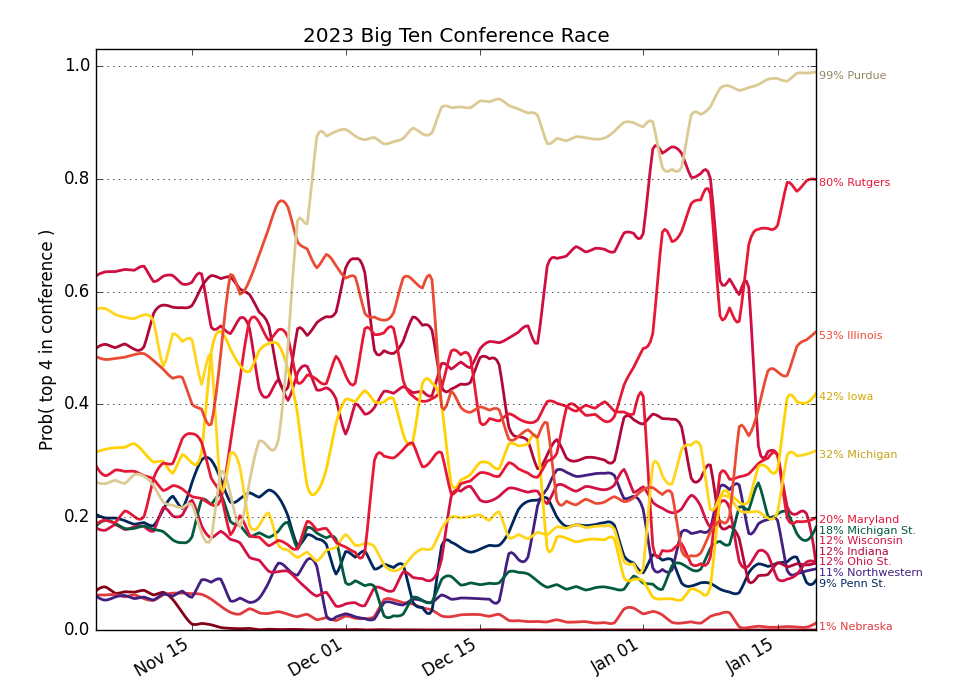 2023 Big Ten Conference Race
Prob( top 4 in conference )
1.0
0.8
0.6
0.4
0.2
0.0
99% Purdue
80% Rutgers
53% Illinois
42% Iowa
32% Michigan
20% Maryland
18% Michigan St.
12% Wisconsin
12% Indiana
12% Ohio St.
11% Northwestern
9% Penn St.
1% Nebraska
Nov 15
Dec 01
Dec 15
Jan 01
Jan 15